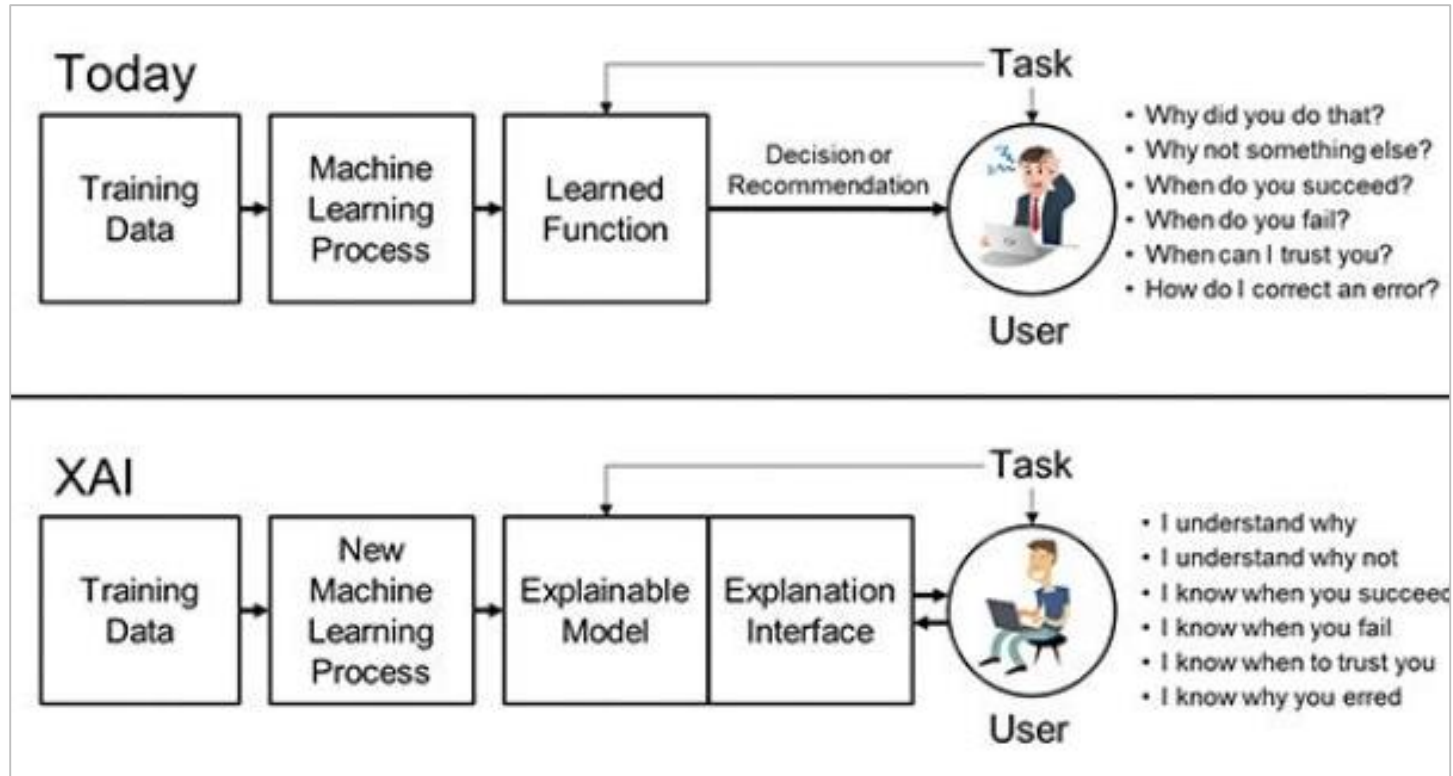 Today
Task
Training
Data
Machine
Learning
Process
Learned
Function
Decision or
Recommendation
User
• Why did you do that?
• Why not something else?
• When do you succeed?
• When do you fail?
• When can I trust you?
• How do I correct an error?
XAI
Task
Training
Data
New
Machine
Learning
Process
Explainable
Model
Explanation
Interface
User
• I understand why
• I understand why not
• I know when you succeed
• I know when you fail
• I know when to trust you
• I know why you erred